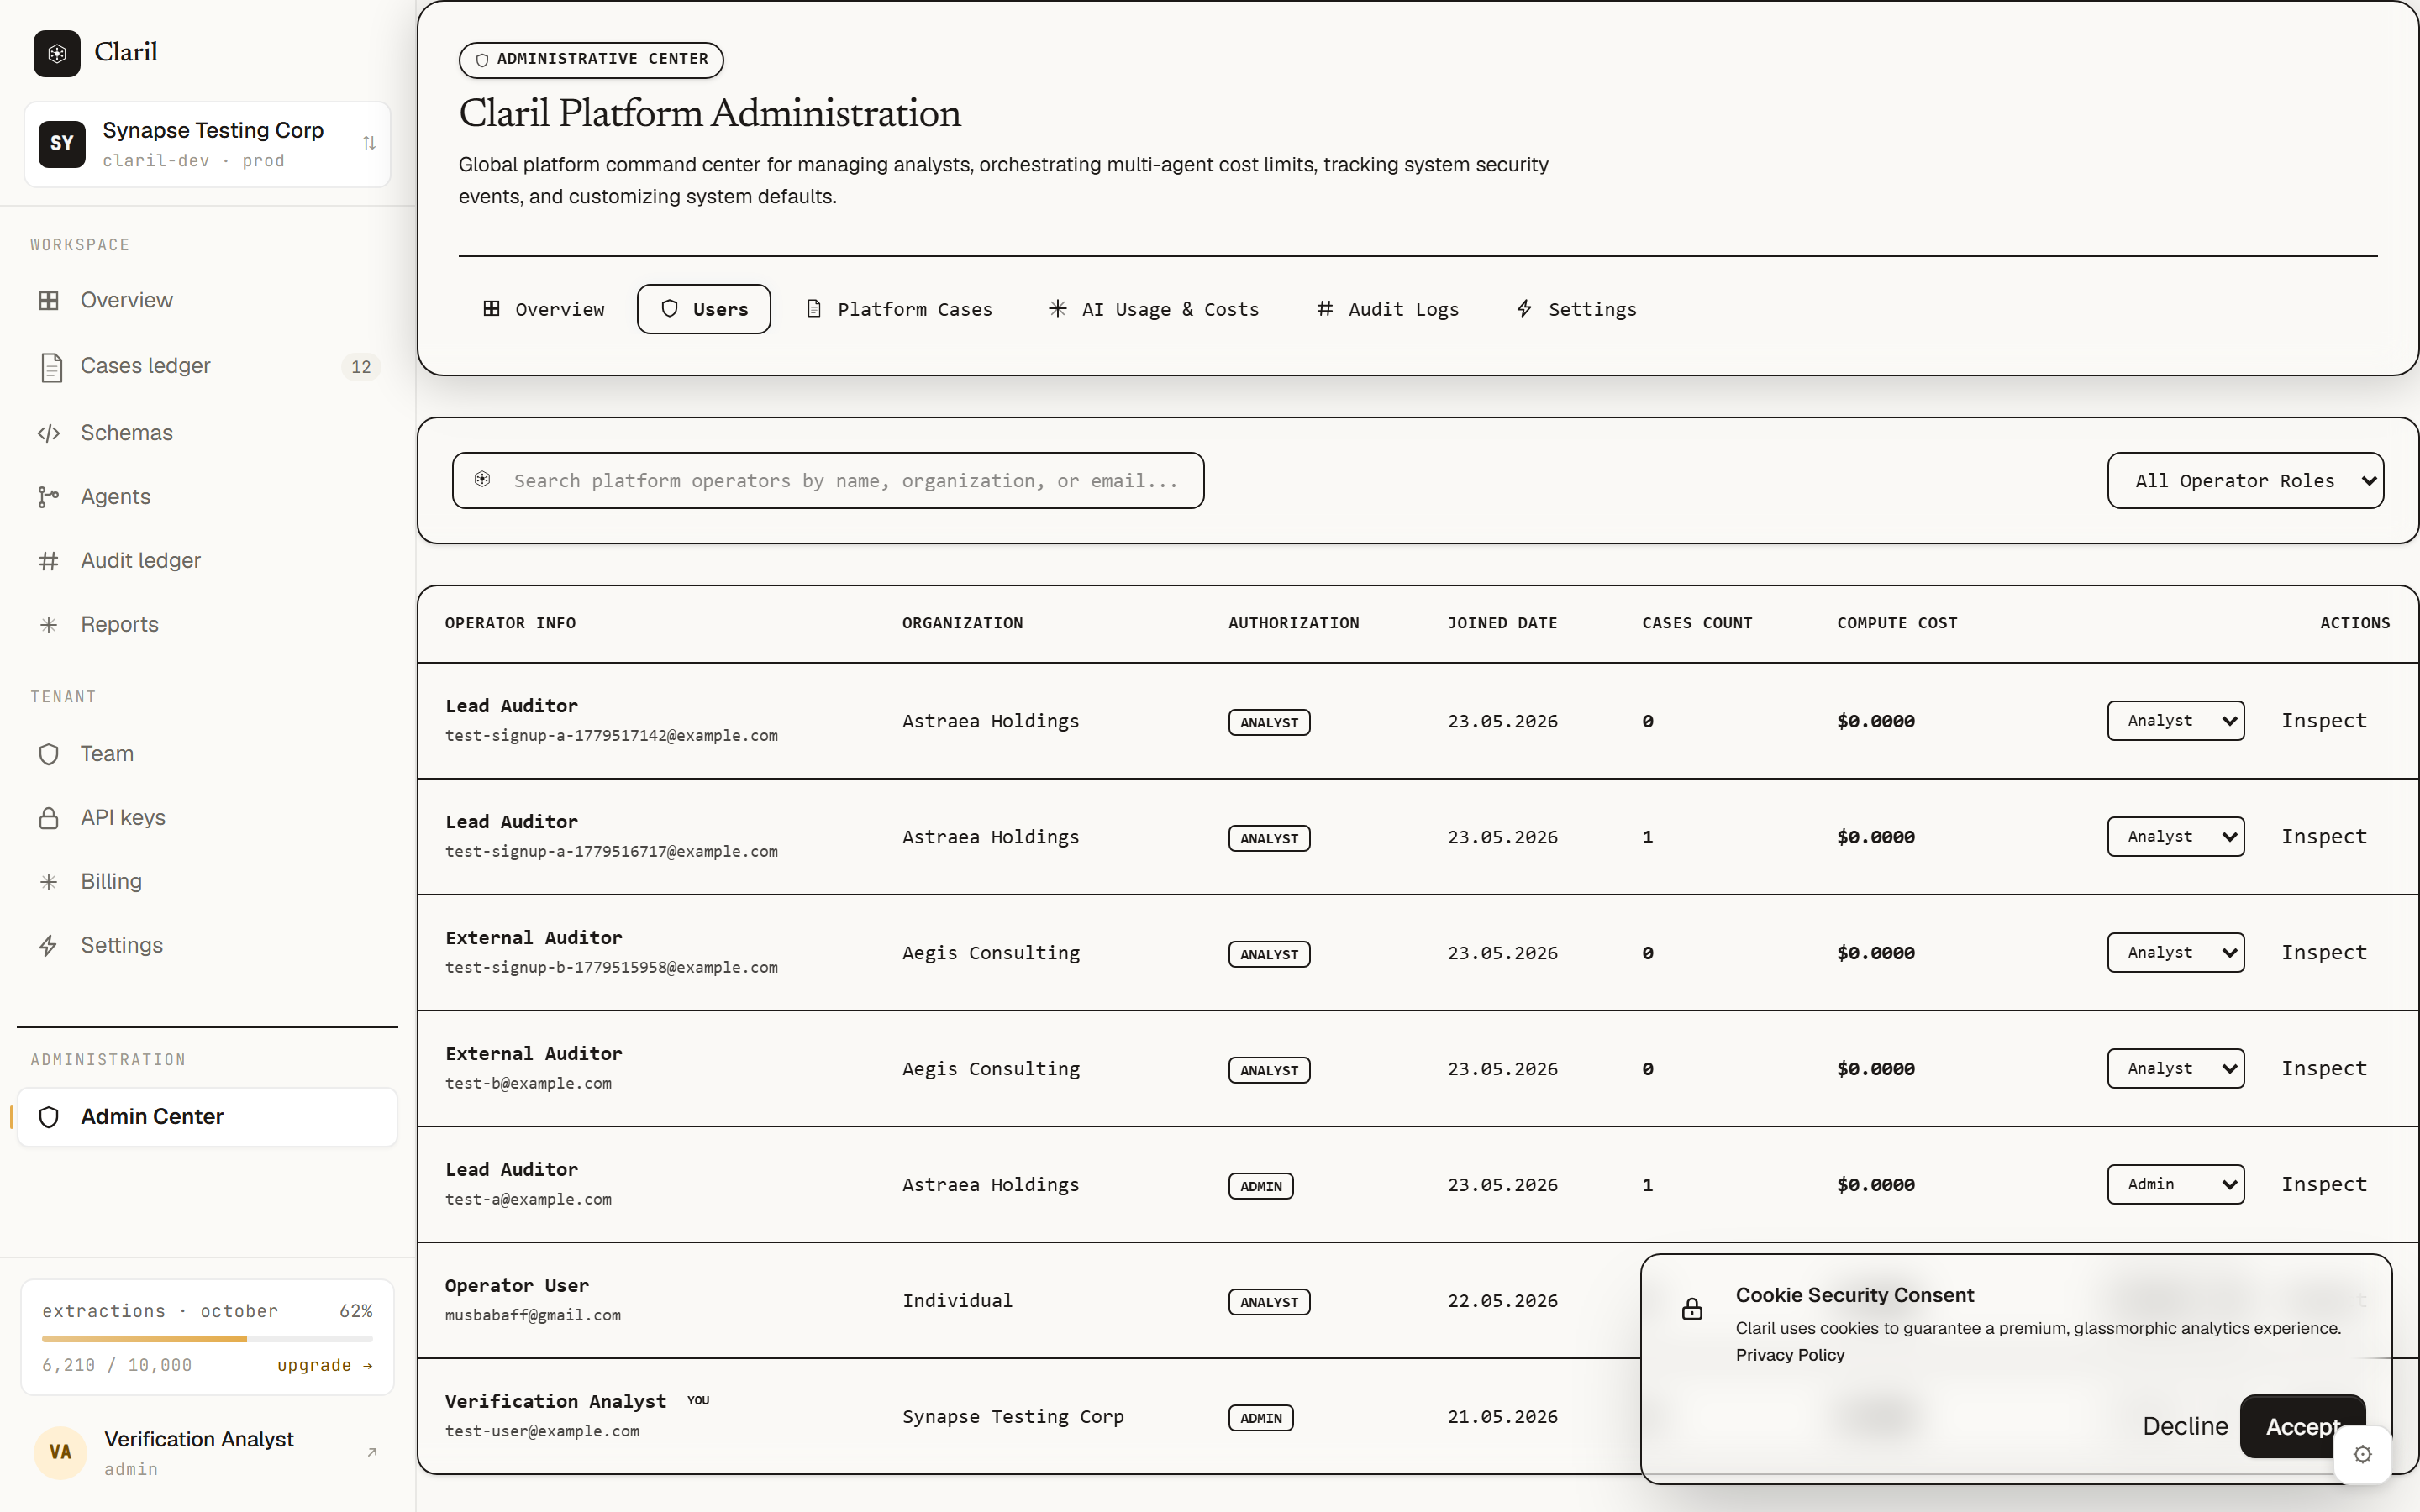 Claril
SY
Synapse Testing Corp
claril-dev · prod
WORKSPACE
Overview
Cases ledger
12
Schemas
Agents
Audit ledger
Reports
TENANT
Team
API keys
Billing
Settings
ADMINISTRATION
Admin Center
extractions · october 62%
6,210 / 10,000 upgrade →
VA
Verification Analyst
admin
ADMINISTRATIVE CENTER
Claril Platform Administration
Global platform command center for managing analysts, orchestrating multi-agent cost limits, tracking system security
events, and customizing system defaults.
Overview Users Platform Cases AI Usage & Costs Audit Logs Settings
Search platform operators by name, organization, or email...
All Operator Roles
OPERATOR INFO ORGANIZATION AUTHORIZATION JOINED DATE CASES COUNT COMPUTE COST ACTIONS
Lead Auditor
test-signup-a-1779517142@example.com
Astraea Holdings ANALYST 23.05.2026 0 $0.0000 Analyst Inspect
Lead Auditor
test-signup-a-1779516717@example.com
Astraea Holdings ANALYST 23.05.2026 1 $0.0000 Analyst Inspect
External Auditor
test-signup-b-1779515958@example.com
Aegis Consulting ANALYST 23.05.2026 0 $0.0000 Analyst Inspect
External Auditor
test-b@example.com
Aegis Consulting ANALYST 23.05.2026 0 $0.0000 Analyst Inspect
Lead Auditor
test-a@example.com
Astraea Holdings ADMIN 23.05.2026 1 $0.0000 Admin Inspect
Operator User
musbabaff@gmail.com
Individual ANALYST 22.05.2026
Verification Analyst YOU
test-user@example.com
Synapse Testing Corp ADMIN 21.05.2026
Cookie Security Consent
Claril uses cookies to guarantee a premium, glassmorphic analytics experience.
Privacy Policy
Decline Accept